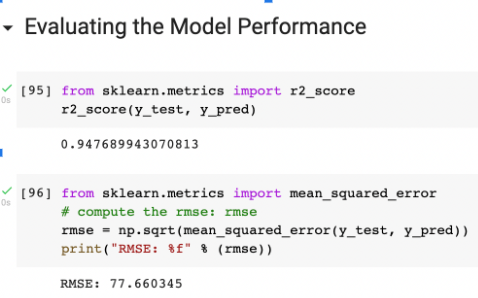 Evaluating the Model Performance
[95] from sklearn.metrics import r2_score
0s
r2_score(y_test, y_pred)
0.947689943070813
[96] from sklearn.metrics import mean_squared_error
0s
# compute the rmse: rmse
rmse = np.sqrt(mean_squared_error(y_test, y_pred))
print("RMSE: %f" % (rmse))
RMSE: 77.660345